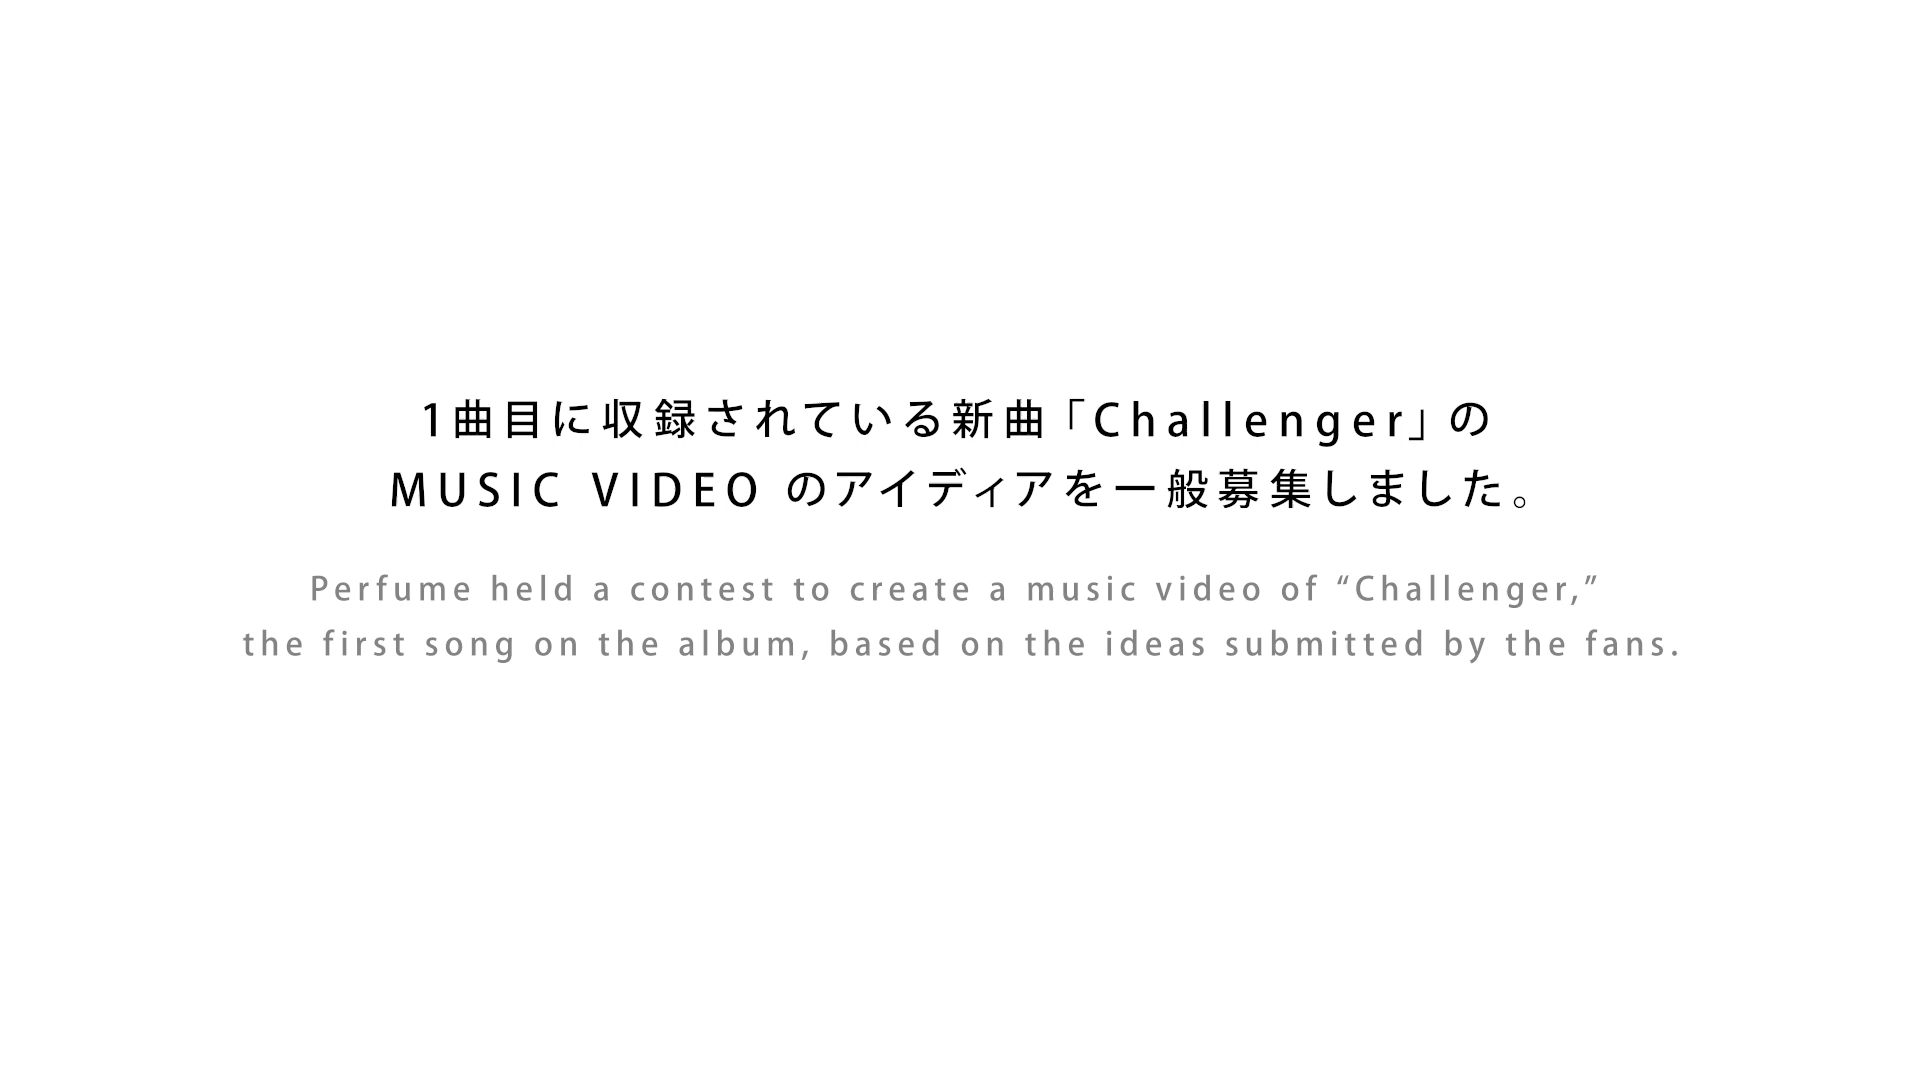 1曲目に収録されている新曲「Challenger」の
MUSIC VIDEO のアイディアを一般募集しました。
Perfume held a contest to create a music video of “Challenger,”
the first song on the album, based on the ideas submitted by the fans.